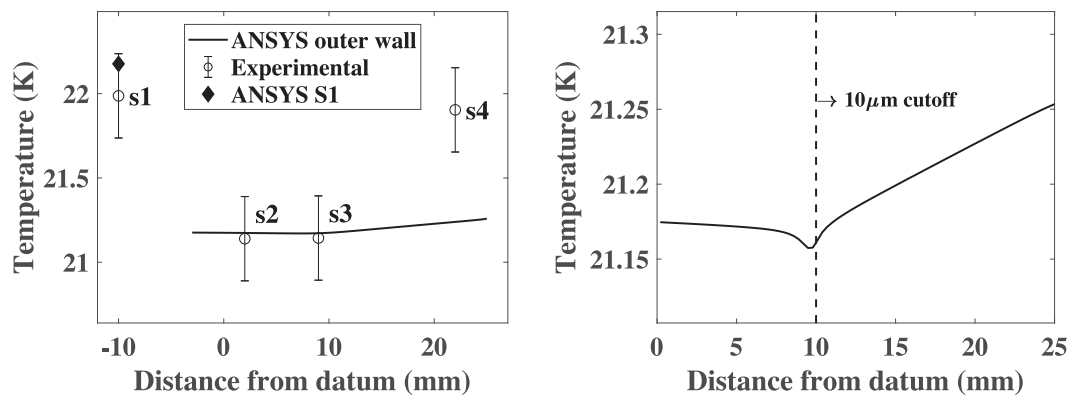 ANSYS outer wall
Experimental
ANSYS S1
s1
s2
s3
s4
22
21.5
21
-10
0
10
20
Temperature (K)
Distance from datum (mm)
21.3
21.25
21.2
21.15
→ 10μm cutoff
0
5
10
15
20
25
Temperature (K)
Distance from datum (mm)